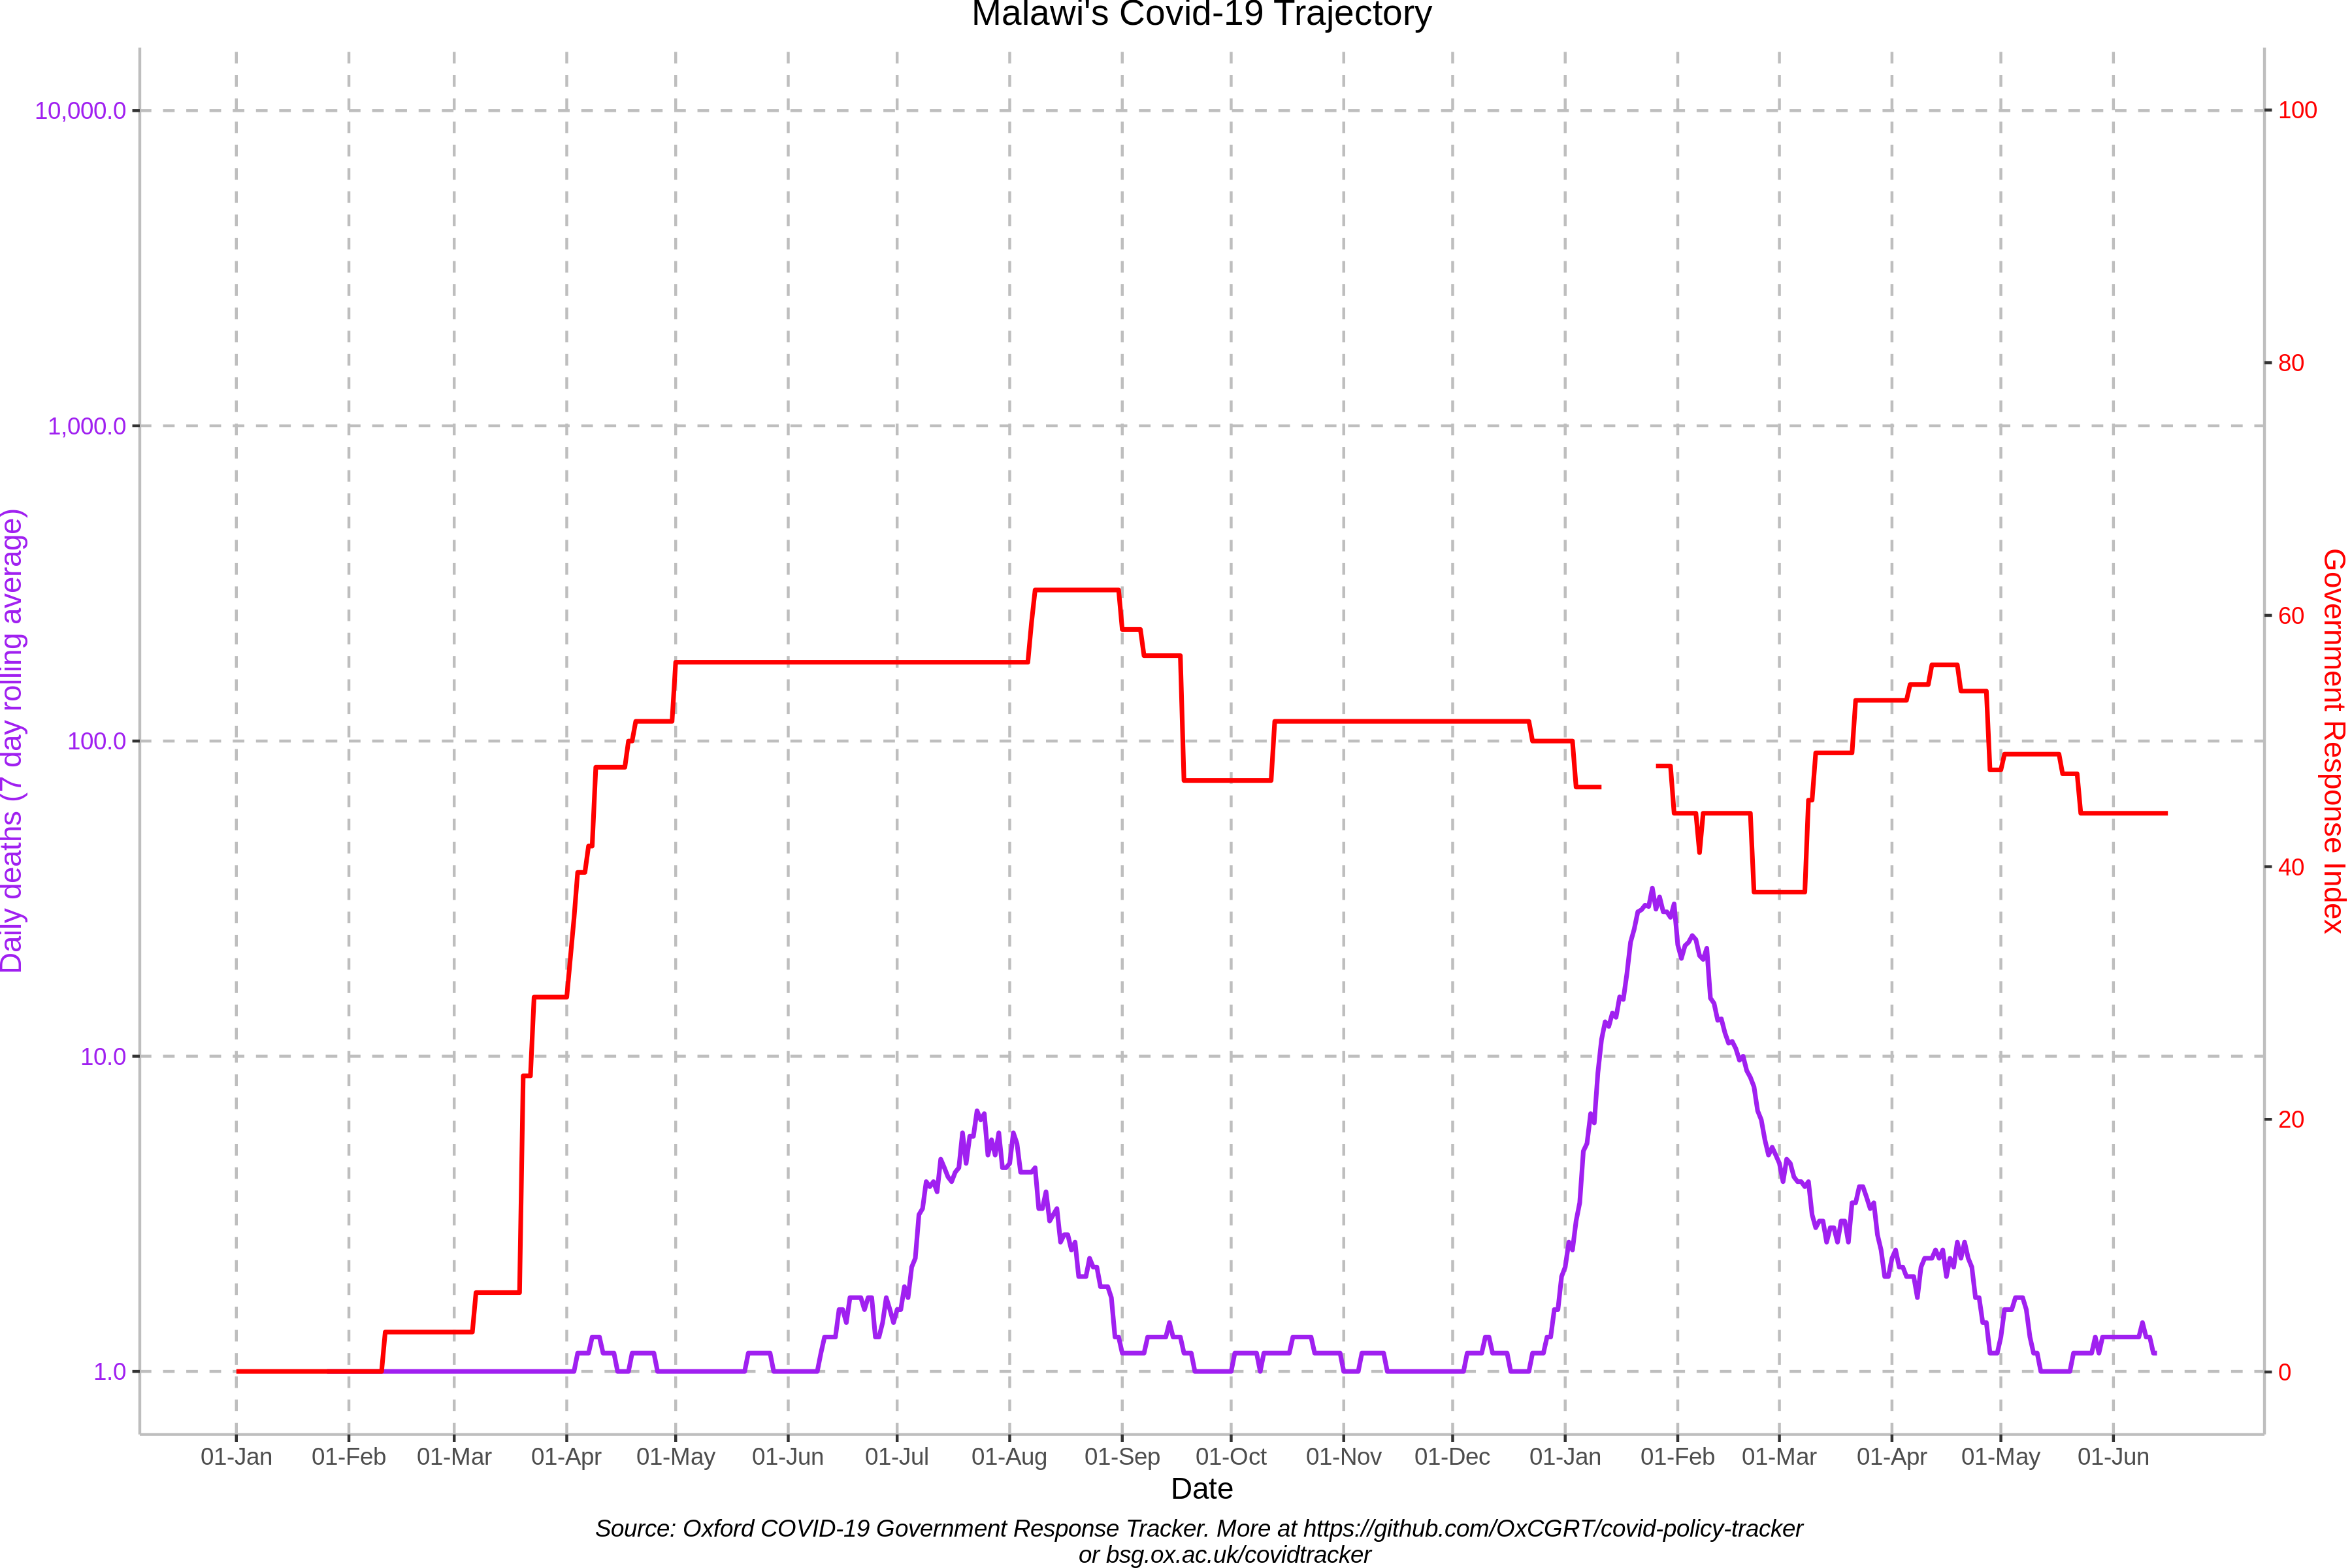 Malawi's Covid-19 Trajectory
Daily deaths (7 day rolling average)
10,000.0
1,000.0
100.0
10.0
1.0
100
80
60
40
20
0
Government Response Index
01-Jan 01-Feb 01-Mar 01-Apr 01-May 01-Jun 01-Jul 01-Aug 01-Sep 01-Oct 01-Nov 01-Dec 01-Jan 01-Feb 01-Mar 01-Apr 01-May 01-Jun
Date
Source: Oxford COVID-19 Government Response Tracker. More at https://github.com/OxCGRT/covid-policy-tracker
or bsg.ox.ac.uk/covidtracker